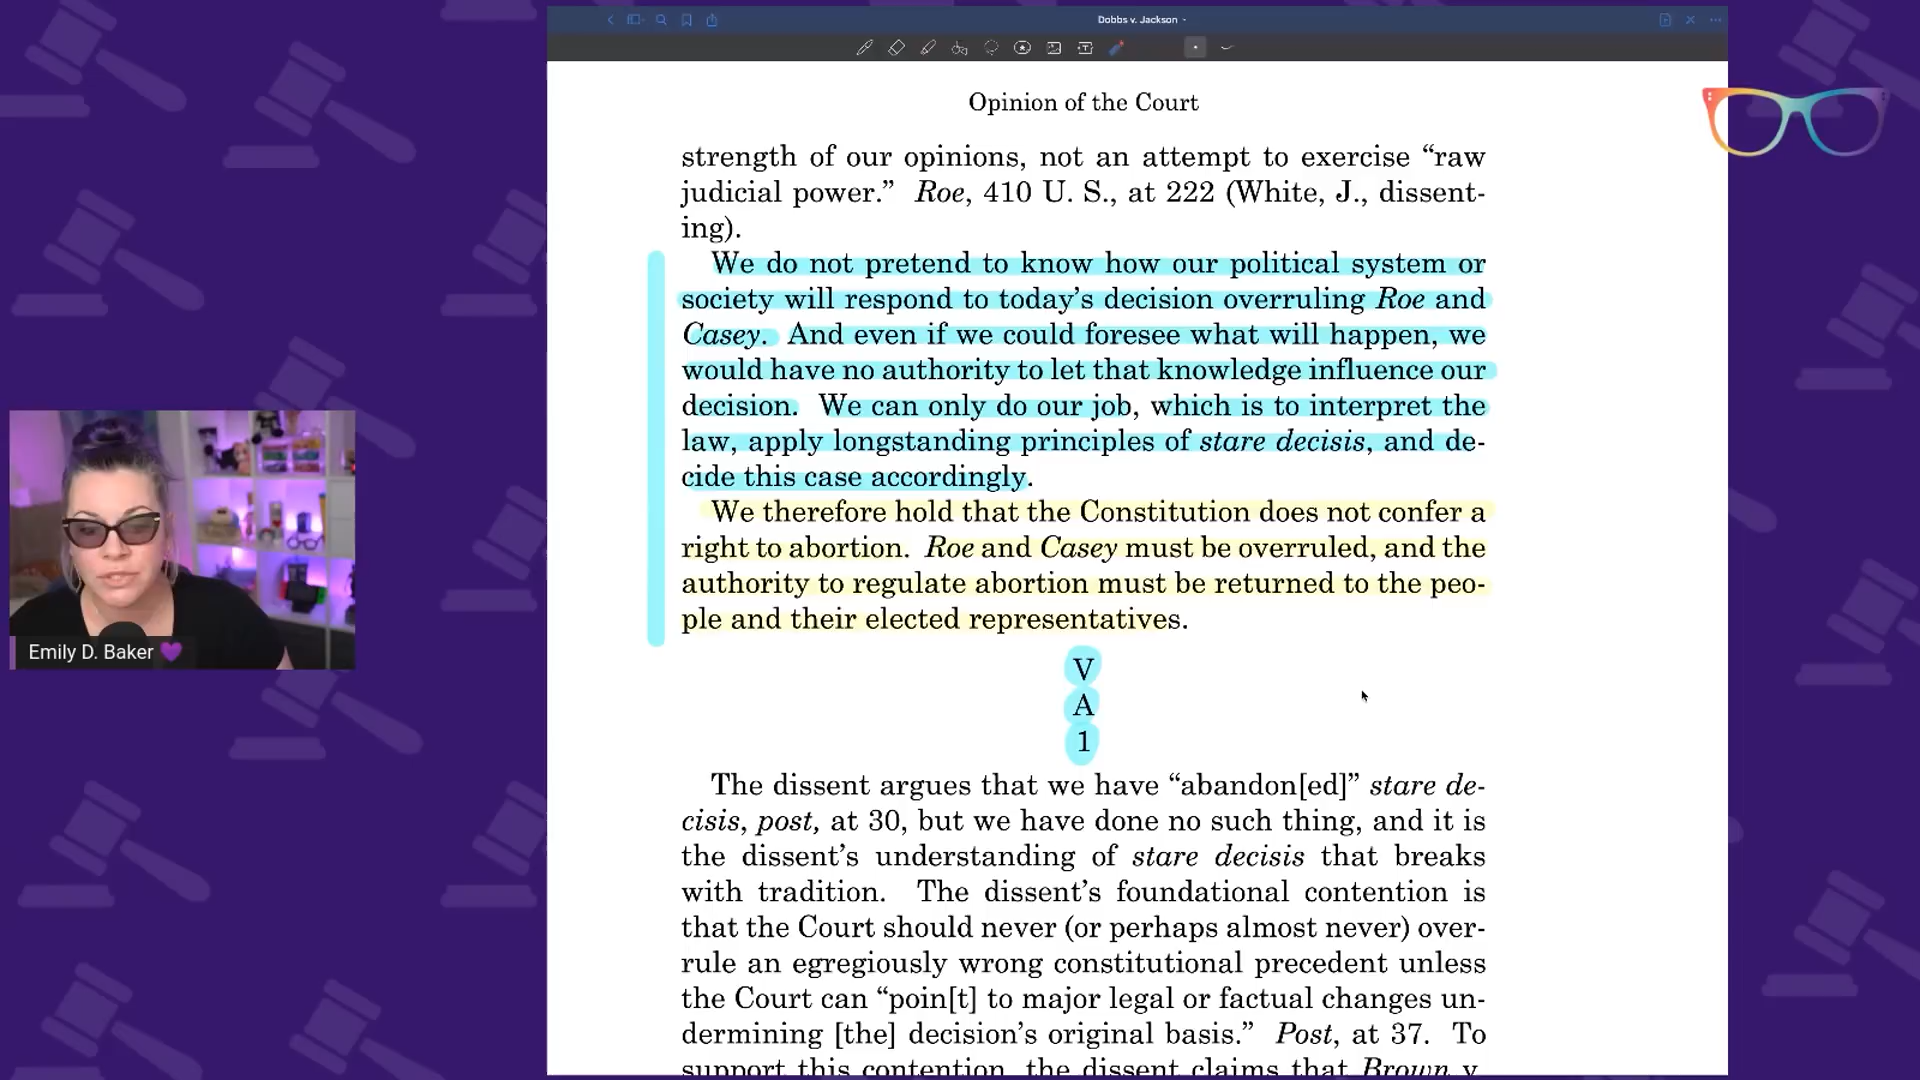 Dobbs v. Jackson
Opinion of the Court
strength of our opinions, not an attempt to exercise “raw
judicial power.” Roe, 410 U. S., at 222 (White, J., dissent-
ing).
We do not pretend to know how our political system or
society will respond to today’s decision overruling Roe and
Casey. And even if we could foresee what will happen, we
would have no authority to let that knowledge influence our
decision. We can only do our job, which is to interpret the
law, apply longstanding principles of stare decisis, and de-
cide this case accordingly.
We therefore hold that the Constitution does not confer a
right to abortion. Roe and Casey must be overruled, and the
authority to regulate abortion must be returned to the peo-
ple and their elected representatives.
V
A
1
The dissent argues that we have “abandon[ed]” stare de-
cisis, post, at 30, but we have done no such thing, and it is
the dissent’s understanding of stare decisis that breaks
with tradition. The dissent’s foundational contention is
that the Court should never (or perhaps almost never) over-
rule an egregiously wrong constitutional precedent unless
the Court can “poin[t] to major legal or factual changes un-
dermining [the] decision’s original basis.” Post, at 37. To
support this contention, the dissent claims that Brown v.
Emily D. Baker 💜